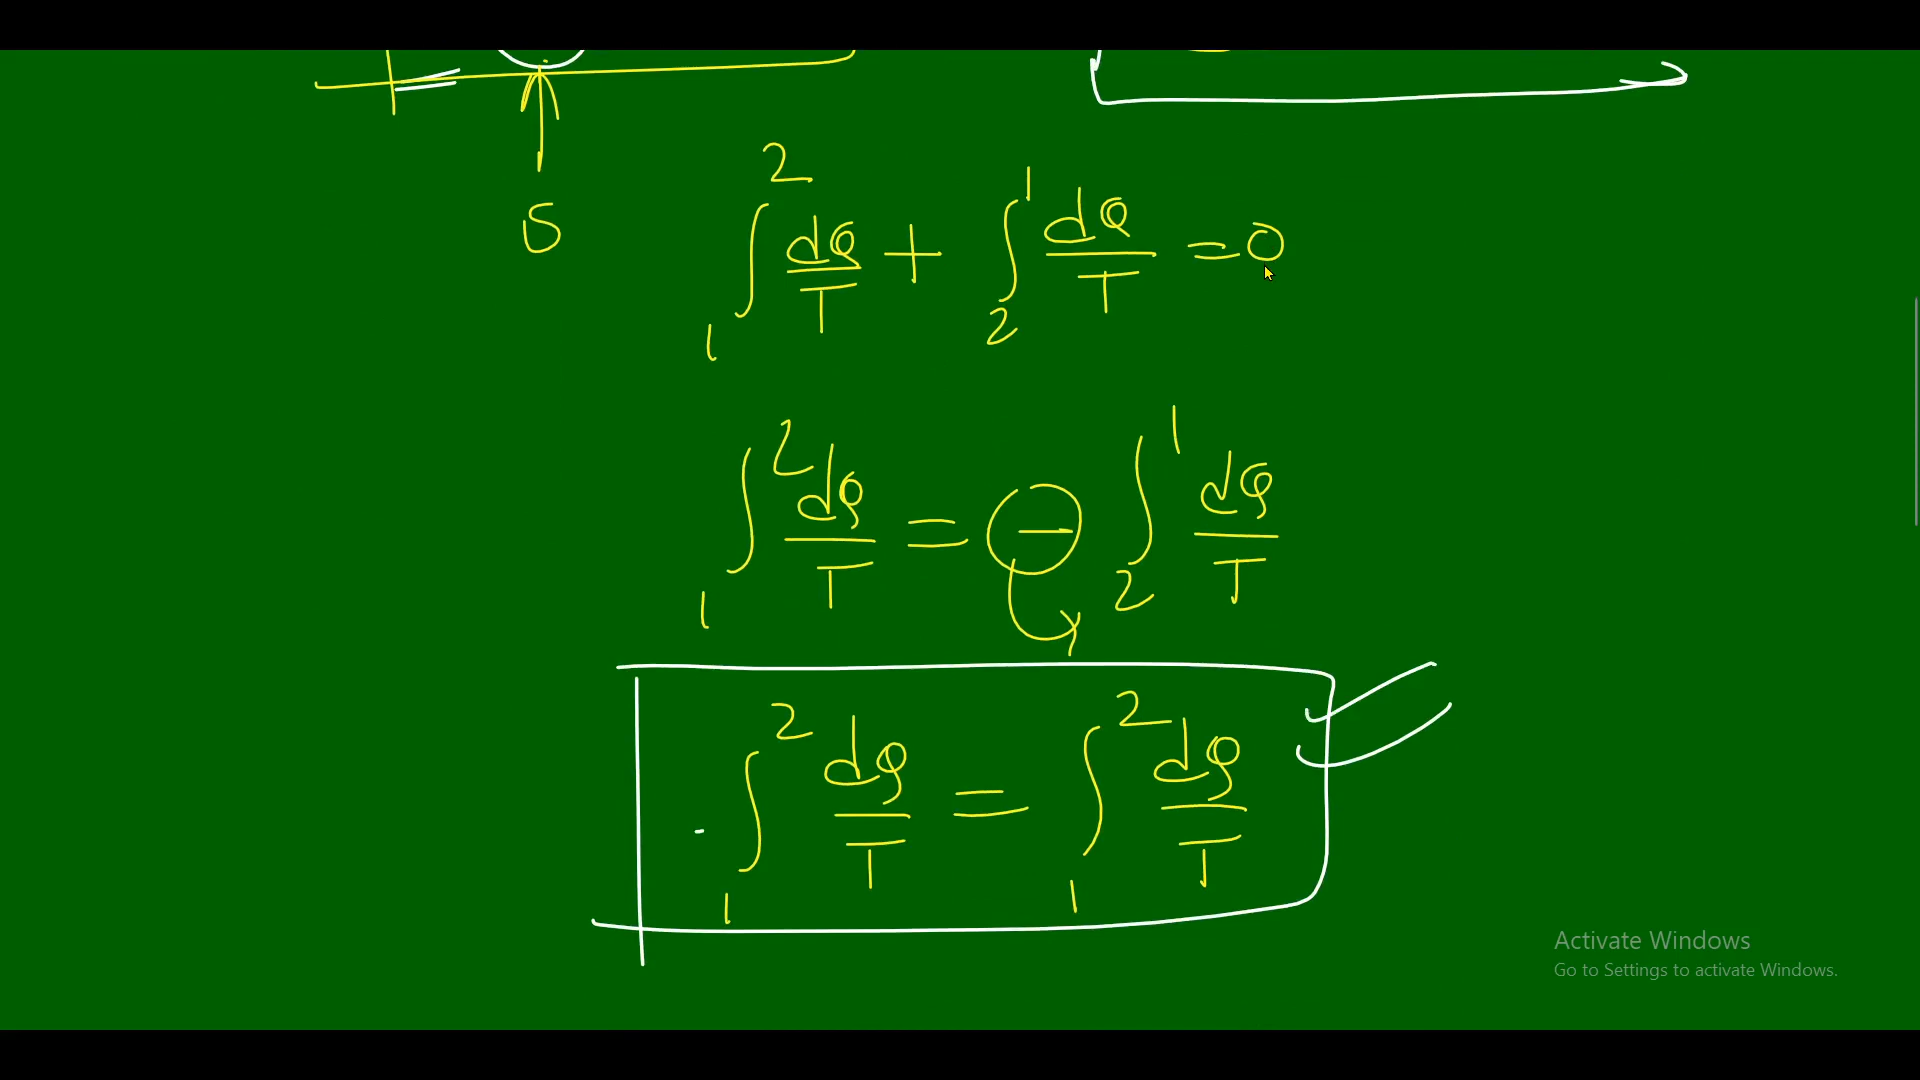 5
∫₁² dQ/T + ∫₂¹ dQ/T = 0
∫₁² dQ/T = ⊖ ∫₂¹ dQ/T
∫₁² dQ/T = ∫₁² dQ/T
Activate Windows
Go to Settings to activate Windows.